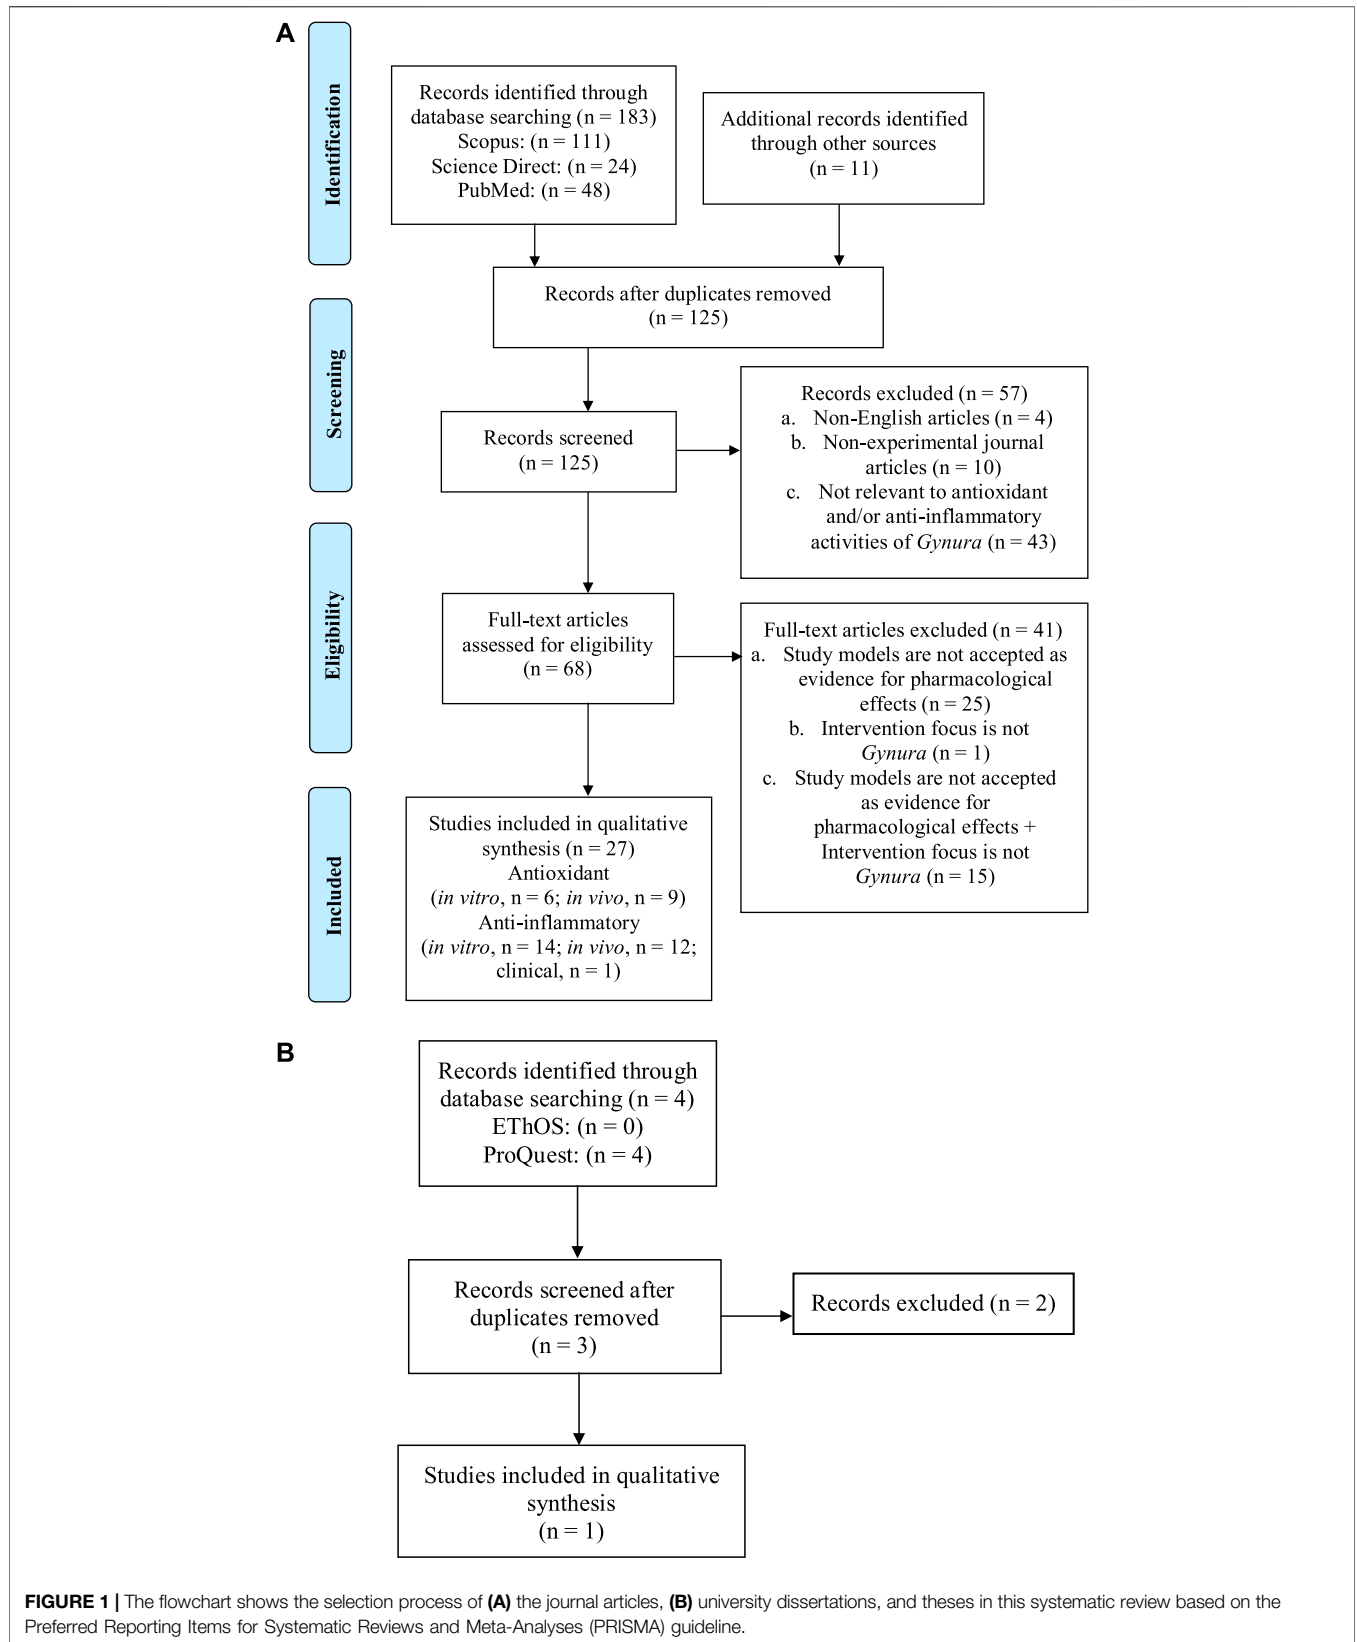 A
Identification
Records identified through
database searching (n = 183)
Scopus: (n = 111)
Science Direct: (n = 24)
PubMed: (n = 48)
Additional records identified
through other sources
(n = 11)
Records after duplicates removed
(n = 125)
Screening
Records screened
(n = 125)
Records excluded (n = 57)
a. Non-English articles (n = 4)
b. Non-experimental journal
articles (n = 10)
c. Not relevant to antioxidant
and/or anti-inflammatory
activities of Gynura (n = 43)
Eligibility
Full-text articles
assessed for eligibility
(n = 68)
Full-text articles excluded (n = 41)
a. Study models are not accepted as
evidence for pharmacological
effects (n = 25)
b. Intervention focus is not
Gynura (n = 1)
c. Study models are not accepted
as evidence for
pharmacological effects +
Intervention focus is not
Gynura (n = 15)
Included
Studies included in qualitative
synthesis (n = 27)
Antioxidant
(in vitro, n = 6; in vivo, n = 9)
Anti-inflammatory
(in vitro, n = 14; in vivo, n = 12;
clinical, n = 1)
B
Records identified through
database searching (n = 4)
EThOS: (n = 0)
ProQuest: (n = 4)
Records screened after
duplicates removed
(n = 3)
Records excluded (n = 2)
Studies included in qualitative
synthesis
(n = 1)
FIGURE 1 | The flowchart shows the selection process of (A) the journal articles, (B) university dissertations, and theses in this systematic review based on the
Preferred Reporting Items for Systematic Reviews and Meta-Analyses (PRISMA) guideline.